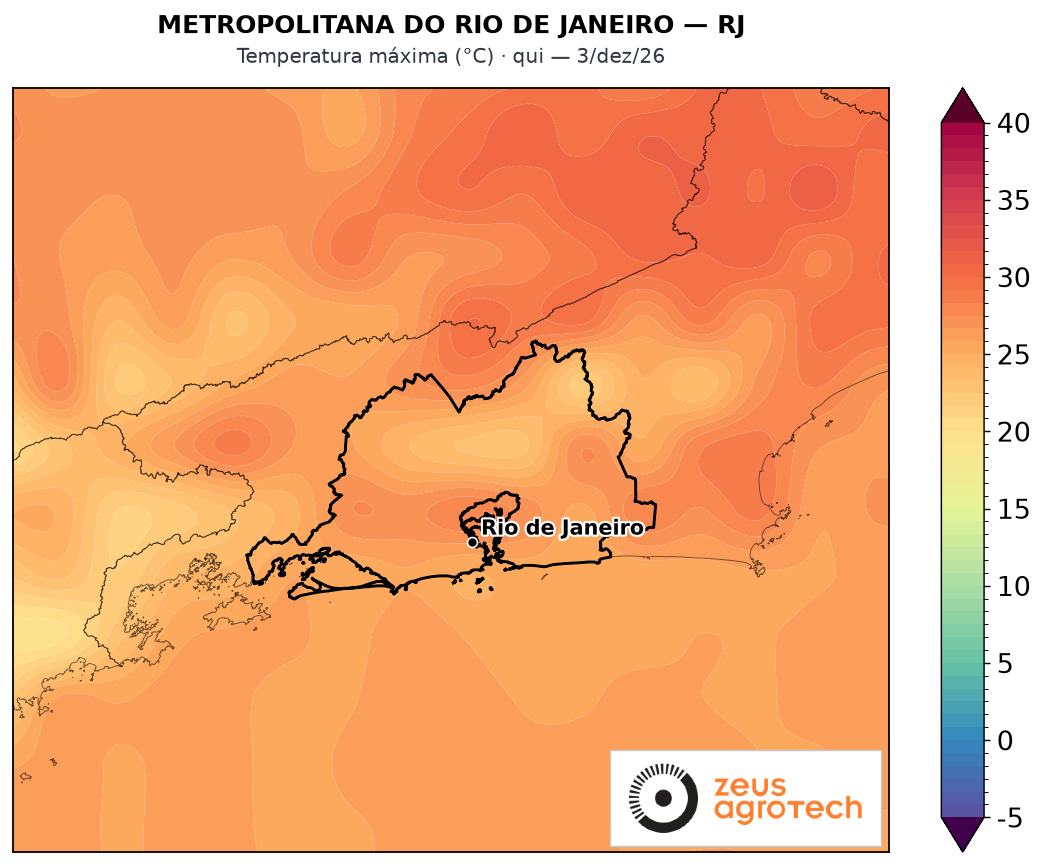 METROPOLITANA DO RIO DE JANEIRO — RJ
Temperatura máxima (°C) · qui — 3/dez/26
40
35
30
25
20
15
10
5
0
-5
Rio de Janeiro
zeus
agrotech